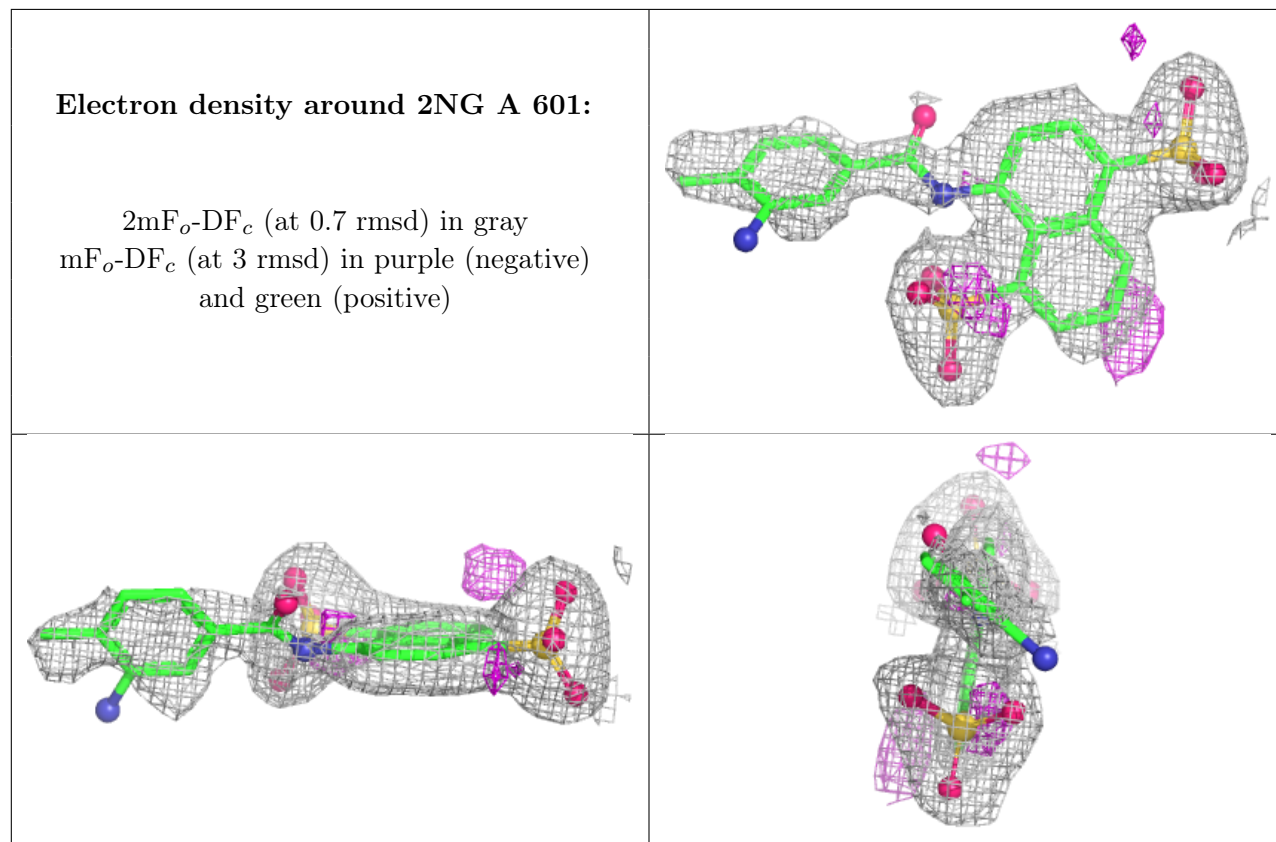 Electron density around 2NG A 601:
2mFo-DFc (at 0.7 rmsd) in gray
mFo-DFc (at 3 rmsd) in purple (negative)
and green (positive)